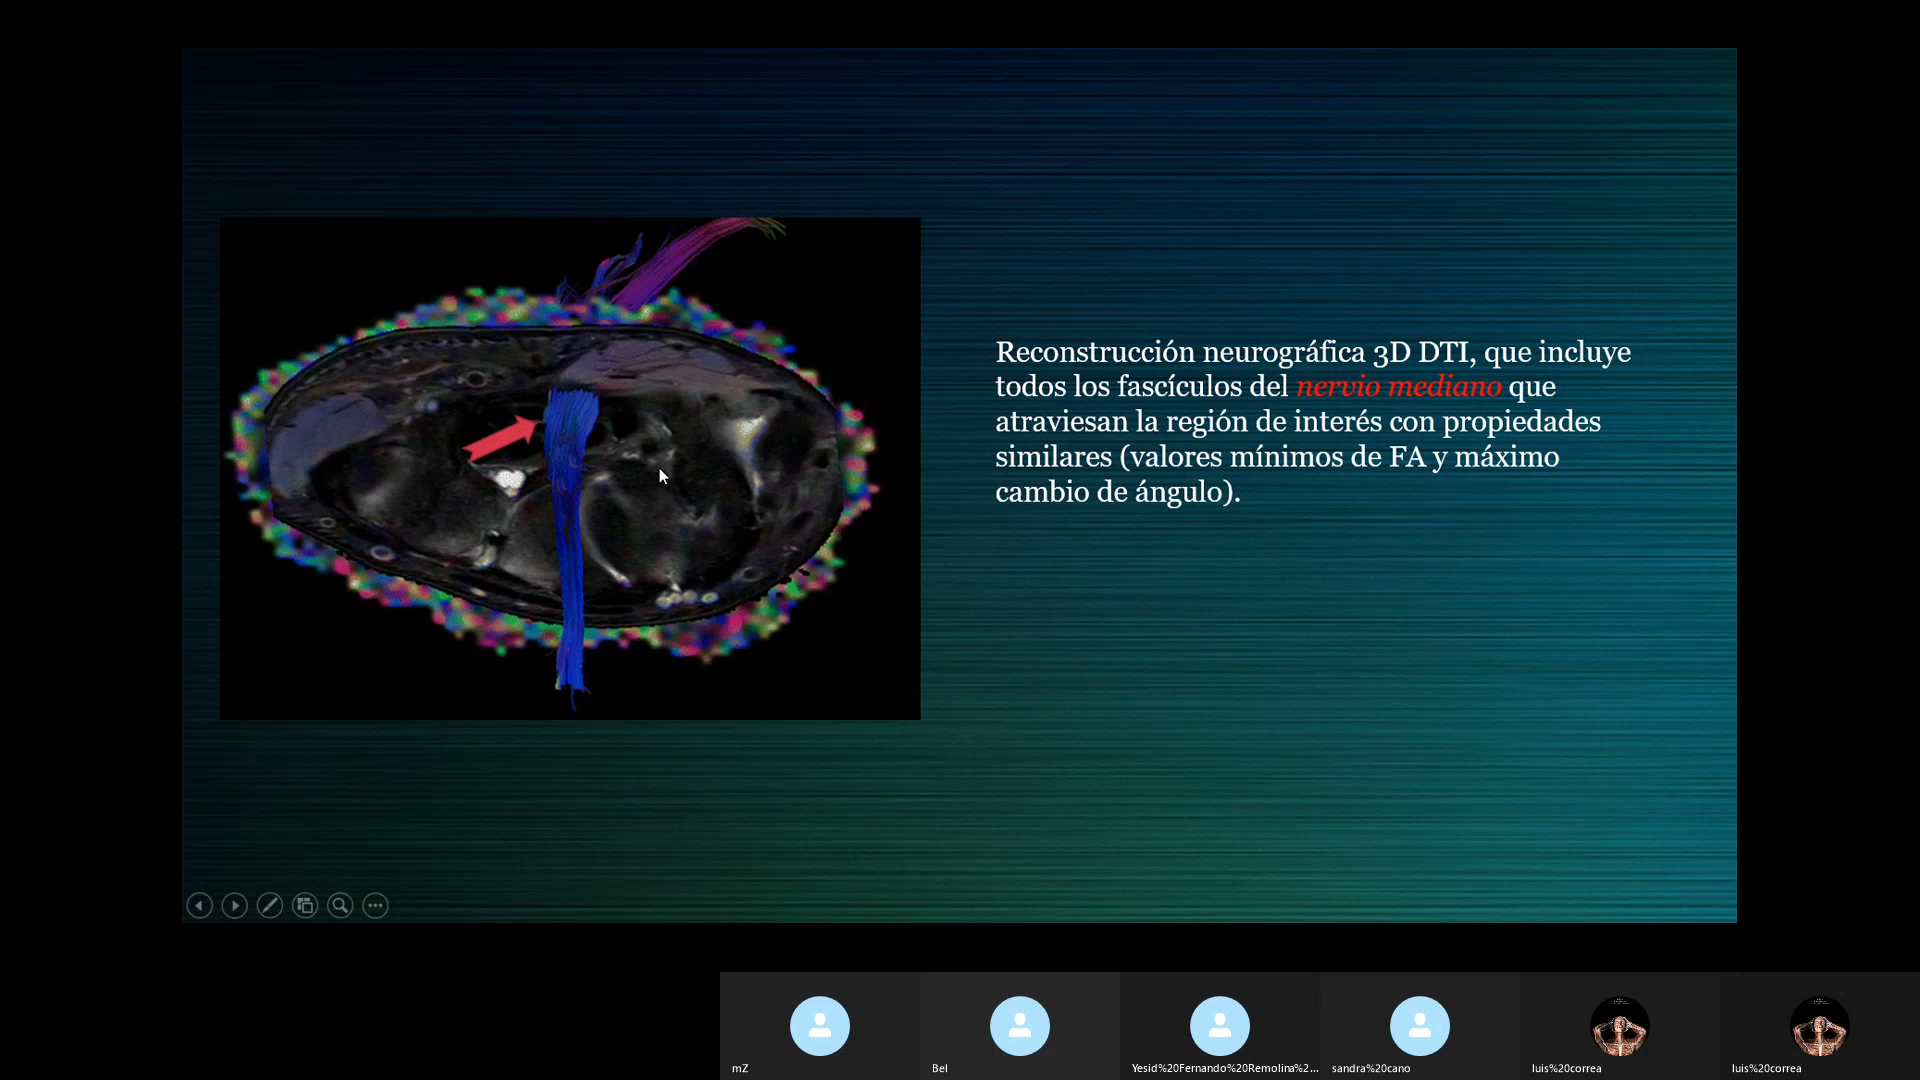 Reconstrucción neurográfica 3D DTI, que incluye
todos los fascículos del nervio mediano que
atraviesan la región de interés con propiedades
similares (valores mínimos de FA y máximo
cambio de ángulo).
mZ
Bel
Yesid%20Fernando%20Remolina%2...
sandra%20cano
luis%20correa
luis%20correa